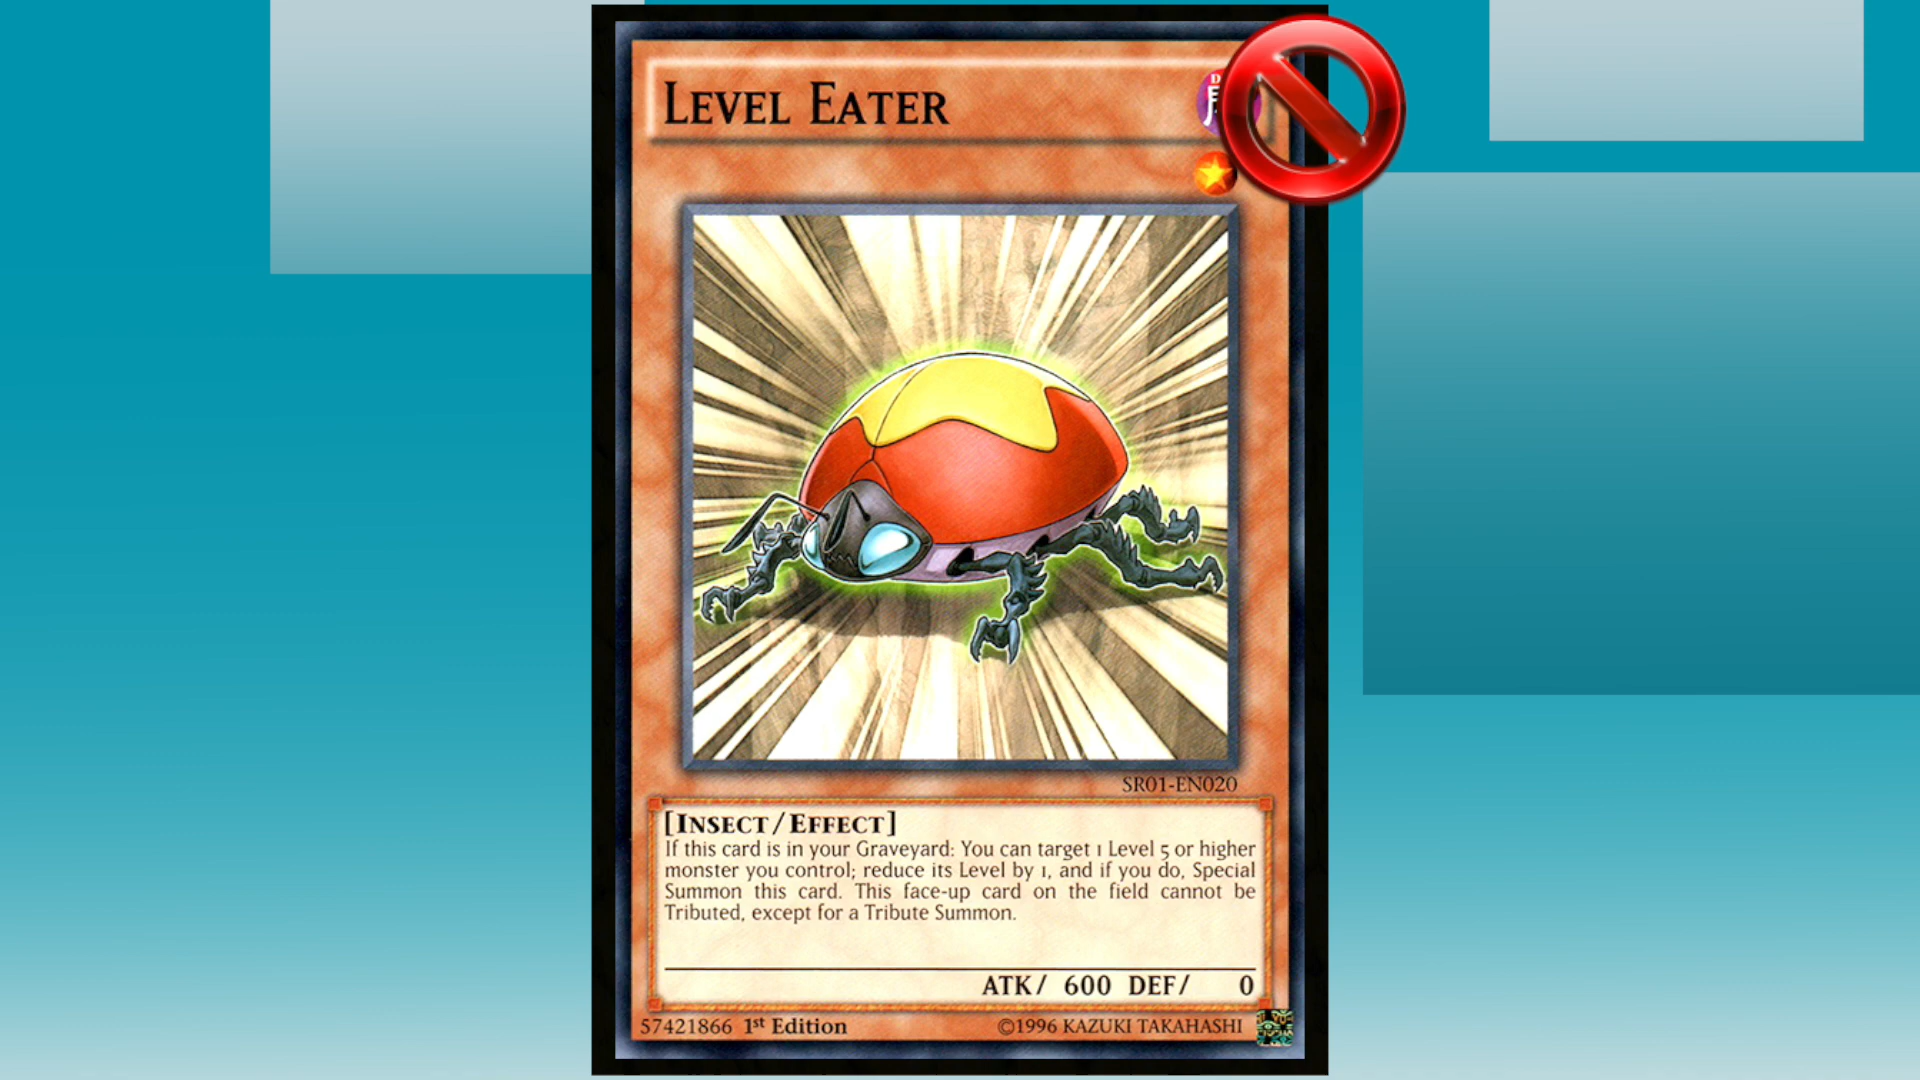 LEVEL EATER
SR01-EN020
[INSECT/EFFECT]
If this card is in your Graveyard: You can target 1 Level 5 or higher
monster you control; reduce its Level by 1, and if you do, Special
Summon this card. This face-up card on the field cannot be
Tributed, except for a Tribute Summon.
ATK/ 600 DEF/ 0
57421866 1st Edition
©1996 KAZUKI TAKAHASHI